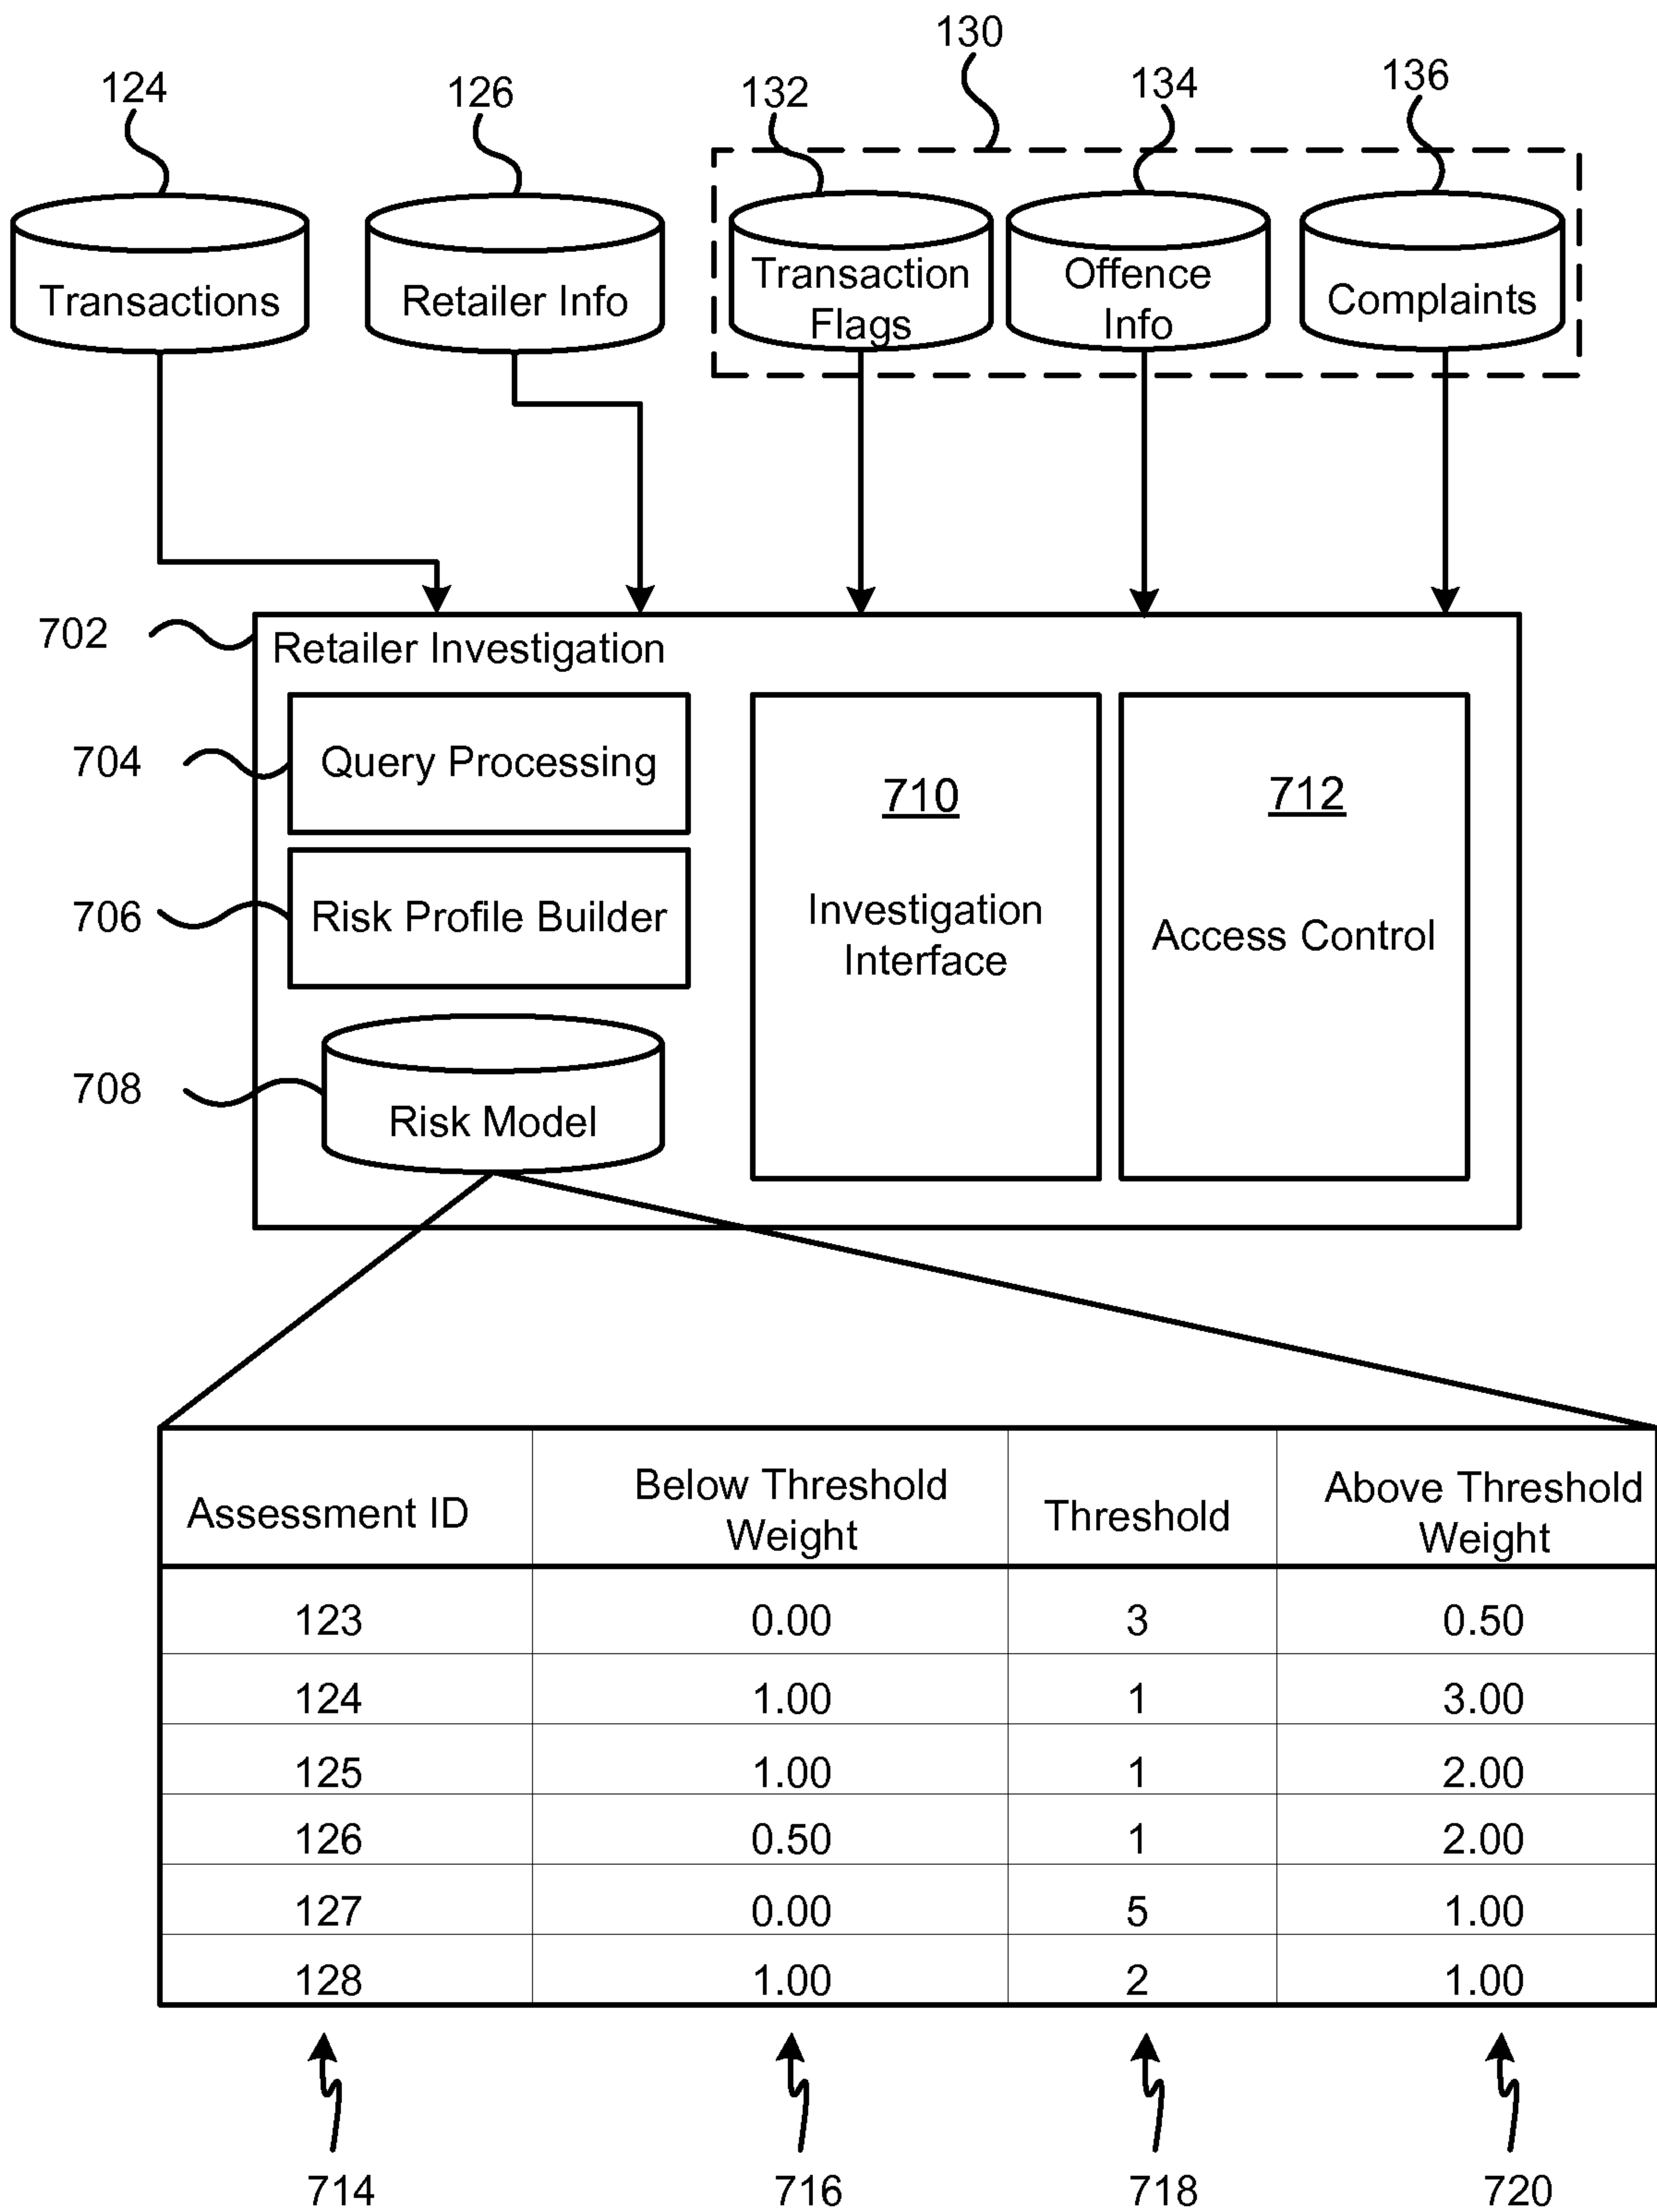 130
124
126
132
134
136
Transactions
Retailer Info
Transaction
Flags
Offence
Info
Complaints
702
Retailer Investigation
704
Query Processing
706
Risk Profile Builder
708
Risk Model
710
Investigation
Interface
712
Access Control
Assessment ID
Below Threshold
Weight
Threshold
Above Threshold
Weight
123 0.00 3 0.50
124 1.00 1 3.00
125 1.00 1 2.00
126 0.50 1 2.00
127 0.00 5 1.00
128 1.00 2 1.00
714 716 718 720